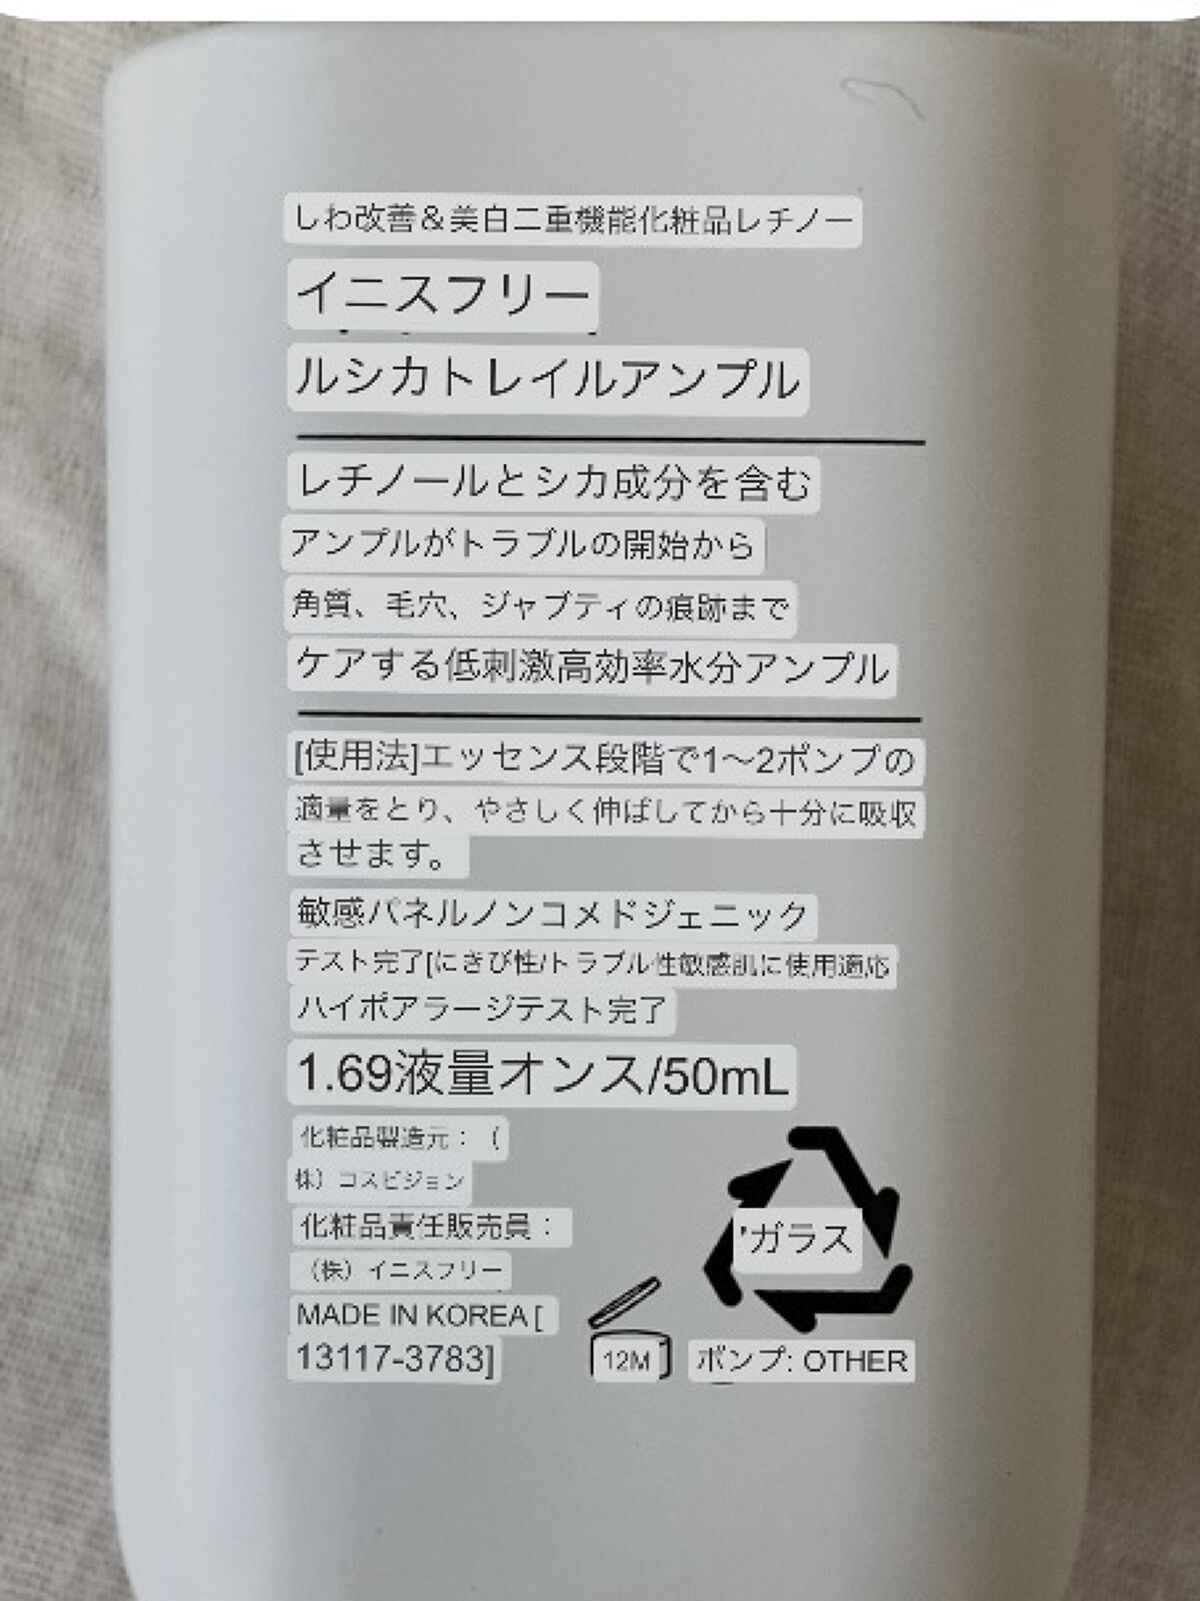 しわ改善＆美白二重機能化粧品レチノー
イニスフリー
ルシカトレイルアンプル
レチノールとシカ成分を含む
アンプルがトラブルの開始から
角質、毛穴、ジャブティの痕跡まで
ケアする低刺激高効率水分アンプル
[使用法]エッセンス段階で1〜2ポンプの
適量をとり、やさしく伸ばしてから十分に吸収
させます。
敏感パネルノンコメドジェニック
テスト完了[にきび性/トラブル性敏感肌に使用適応
ハイポアラージテスト完了
1.69液量オンス/50mL
化粧品製造元：（
株）コスビジョン
化粧品責任販売員：
（株）イニスフリー
MADE IN KOREA [
13117-3783]
12M
'ガラス
ポンプ: OTHER